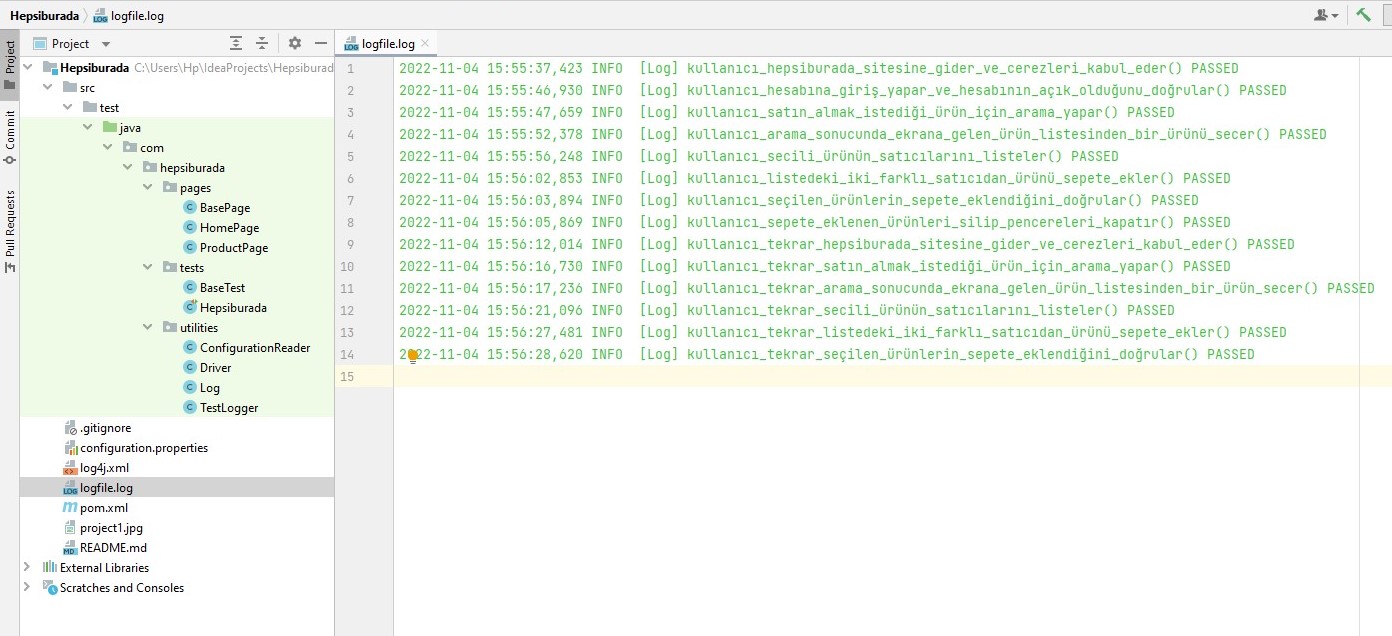 Hepsiburada logfile.log
Project
logfile.log
Project
Commit
Pull Requests
Hepsiburada C:\Users\Hp\IdeaProjects\Hepsiburad
src
test
java
com
hepsiburada
pages
BasePage
HomePage
ProductPage
tests
BaseTest
Hepsiburada
utilities
ConfigurationReader
Driver
Log
TestLogger
.gitignore
configuration.properties
log4j.xml
logfile.log
pom.xml
project1.jpg
README.md
External Libraries
Scratches and Consoles
1 2022-11-04 15:55:37,423 INFO [Log] kullanıcı_hepsiburada_sitesine_gider_ve_cerezleri_kabul_eder() PASSED
2 2022-11-04 15:55:46,930 INFO [Log] kullanıcı_hesabına_giriş_yapar_ve_hesabının_açık_olduğunu_doğrular() PASSED
3 2022-11-04 15:55:47,659 INFO [Log] kullanıcı_satın_almak_istediği_ürün_için_arama_yapar() PASSED
4 2022-11-04 15:55:52,378 INFO [Log] kullanıcı_arama_sonucunda_ekrana_gelen_ürün_listesinden_bir_ürünü_secer() PASSED
5 2022-11-04 15:55:56,248 INFO [Log] kullanıcı_secili_ürünün_satıcılarını_listeler() PASSED
6 2022-11-04 15:56:02,853 INFO [Log] kullanıcı_listedeki_iki_farklı_satıcıdan_ürünü_sepete_ekler() PASSED
7 2022-11-04 15:56:03,894 INFO [Log] kullanıcı_seçilen_ürünlerin_sepete_eklendiğini_doğrular() PASSED
8 2022-11-04 15:56:05,869 INFO [Log] kullanıcı_sepete_eklenen_ürünleri_silip_pencereleri_kapatır() PASSED
9 2022-11-04 15:56:12,014 INFO [Log] kullanıcı_tekrar_hepsiburada_sitesine_gider_ve_cerezleri_kabul_eder() PASSED
10 2022-11-04 15:56:16,730 INFO [Log] kullanıcı_tekrar_satın_almak_istediği_ürün_için_arama_yapar() PASSED
11 2022-11-04 15:56:17,236 INFO [Log] kullanıcı_tekrar_arama_sonucunda_ekrana_gelen_ürün_listesinden_bir_ürün_secer() PASSED
12 2022-11-04 15:56:21,096 INFO [Log] kullanıcı_tekrar_secili_ürünün_satıcılarını_listeler() PASSED
13 2022-11-04 15:56:27,481 INFO [Log] kullanıcı_tekrar_listedeki_iki_farklı_satıcıdan_ürünü_sepete_ekler() PASSED
14 2022-11-04 15:56:28,620 INFO [Log] kullanıcı_tekrar_seçilen_ürünlerin_sepete_eklendiğini_doğrular() PASSED
15